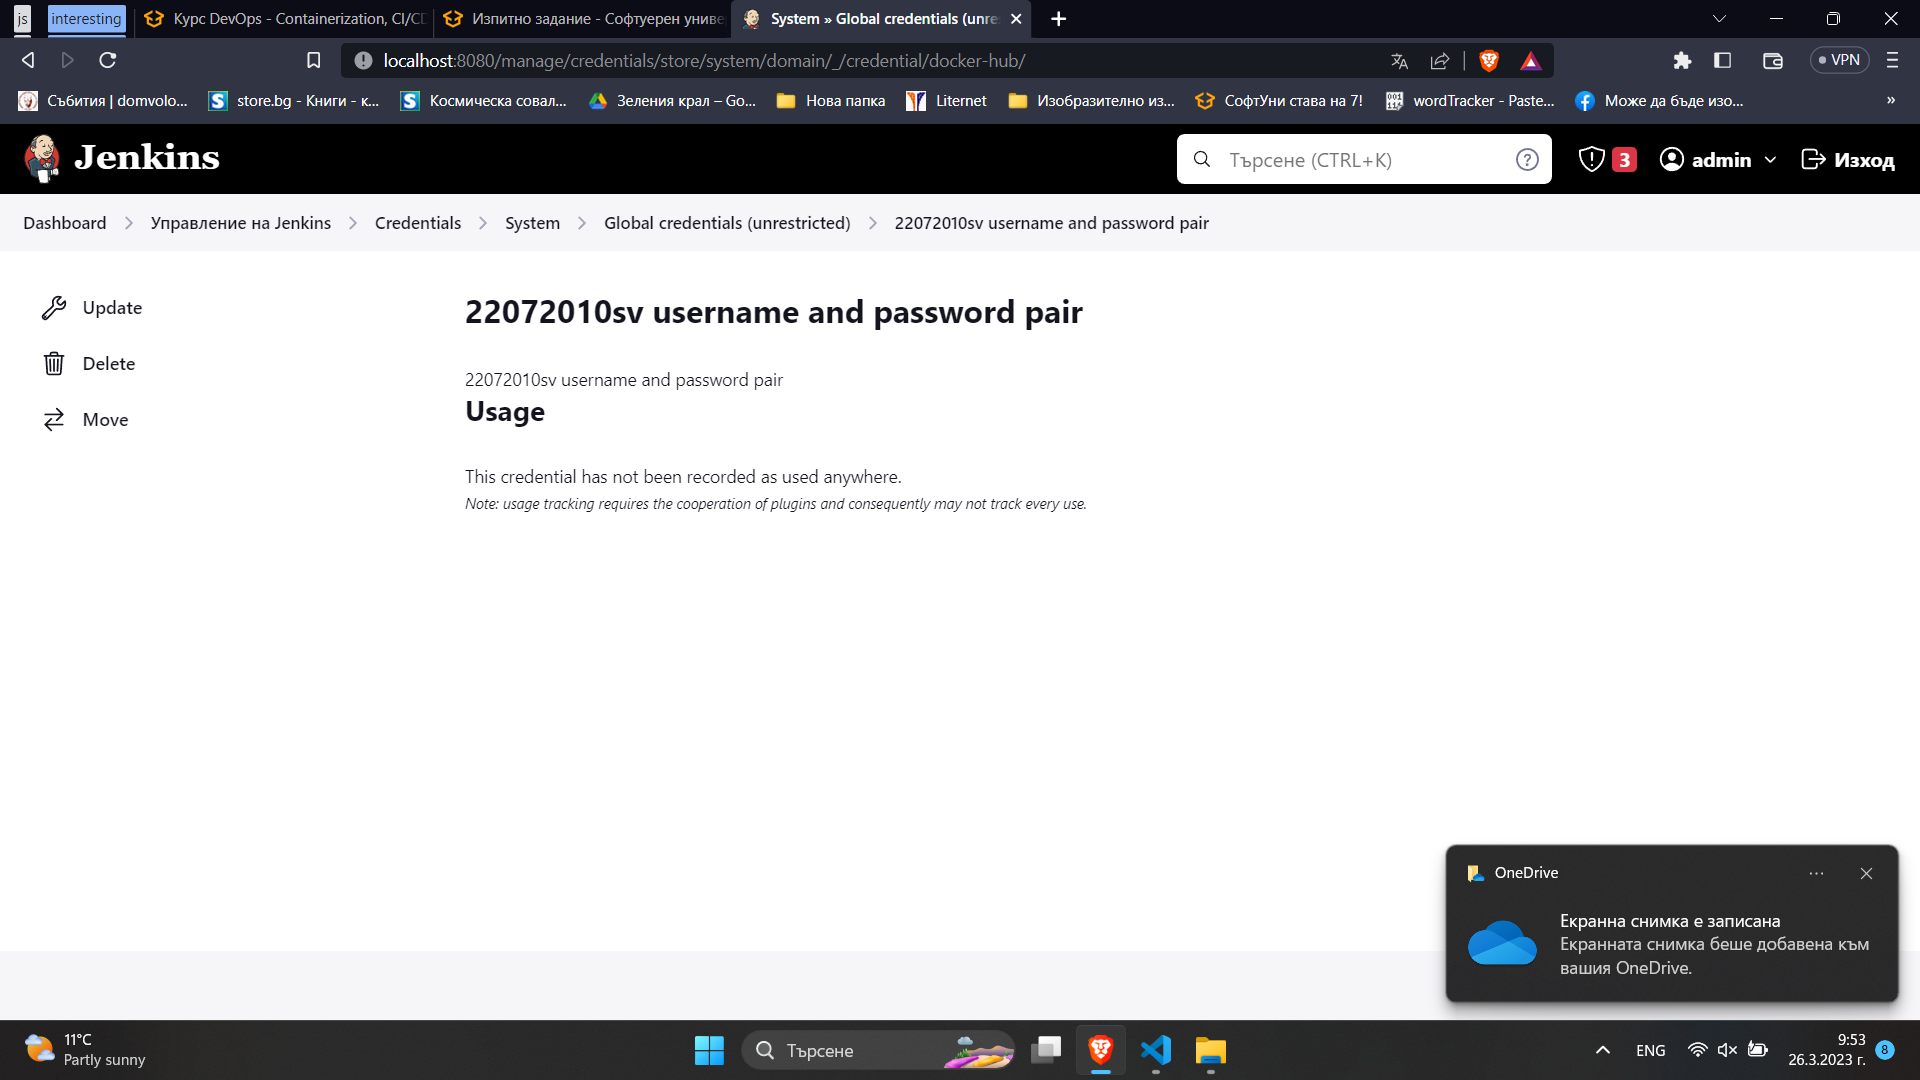 js
interesting
Курс DevOps - Containerization, CI/CD
Изпитно задание - Софтуерен униве
System » Global credentials (unre
localhost:8080/manage/credentials/store/system/domain/_/credential/docker-hub/
VPN
Събития | domvolo...
store.bg - Книги - к...
Космическа совал...
Зеления крал – Go...
Нова папка
Liternet
Изобразително из...
СофтУни става на 7!
wordTracker - Paste...
Може да бъде изо...
»
Jenkins
Търсене (CTRL+K)
3
admin
Изход
Dashboard
Управление на Jenkins
Credentials
System
Global credentials (unrestricted)
22072010sv username and password pair
Update
Delete
Move
22072010sv username and password pair
22072010sv username and password pair
Usage
This credential has not been recorded as used anywhere.
Note: usage tracking requires the cooperation of plugins and consequently may not track every use.
OneDrive
Екранна снимка е записана
Екранната снимка беше добавена към
вашия OneDrive.
11°C
Partly sunny
Търсене
ENG
9:53
26.3.2023 г.
8